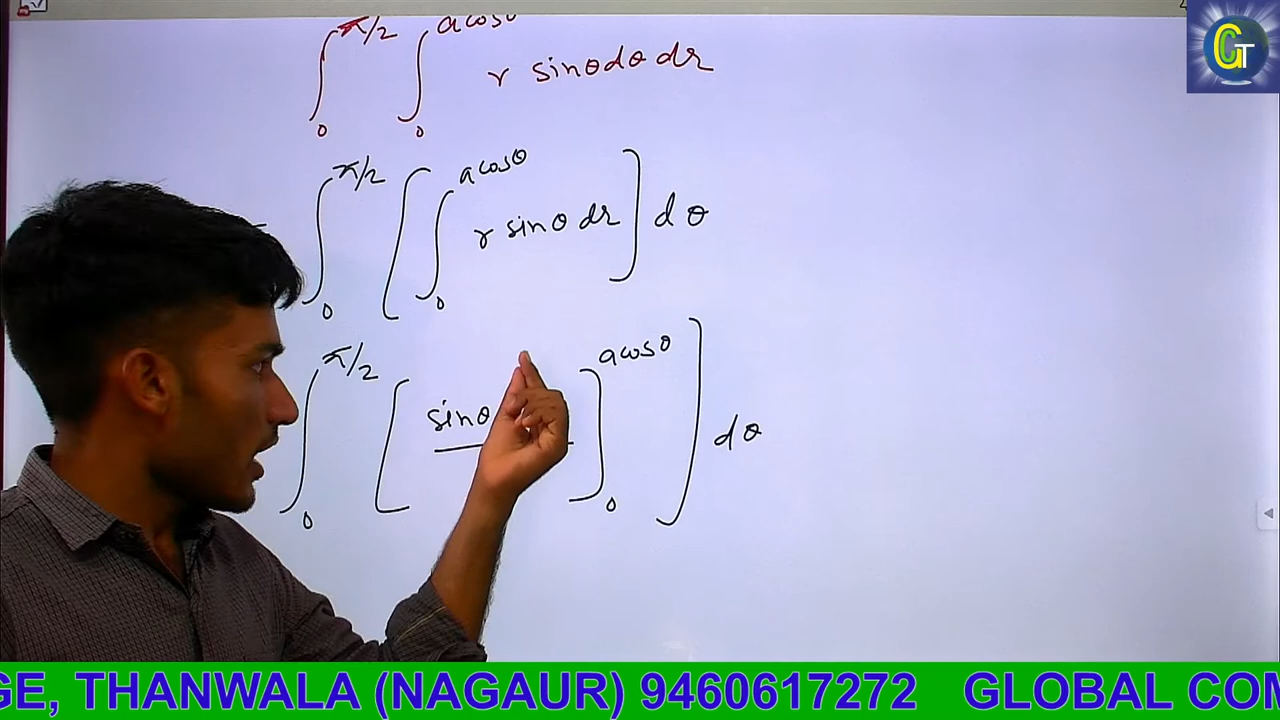 ∫₀^π/2 ∫₀^a cosθ r sinθ dθ dr
∫₀^π/2 [ ∫₀^a cosθ r sinθ dr ] dθ
∫₀^π/2 [ sinθ ]₀^a cosθ ] dθ
GT
GE, THANWALA (NAGAUR) 9460617272 GLOBAL COM